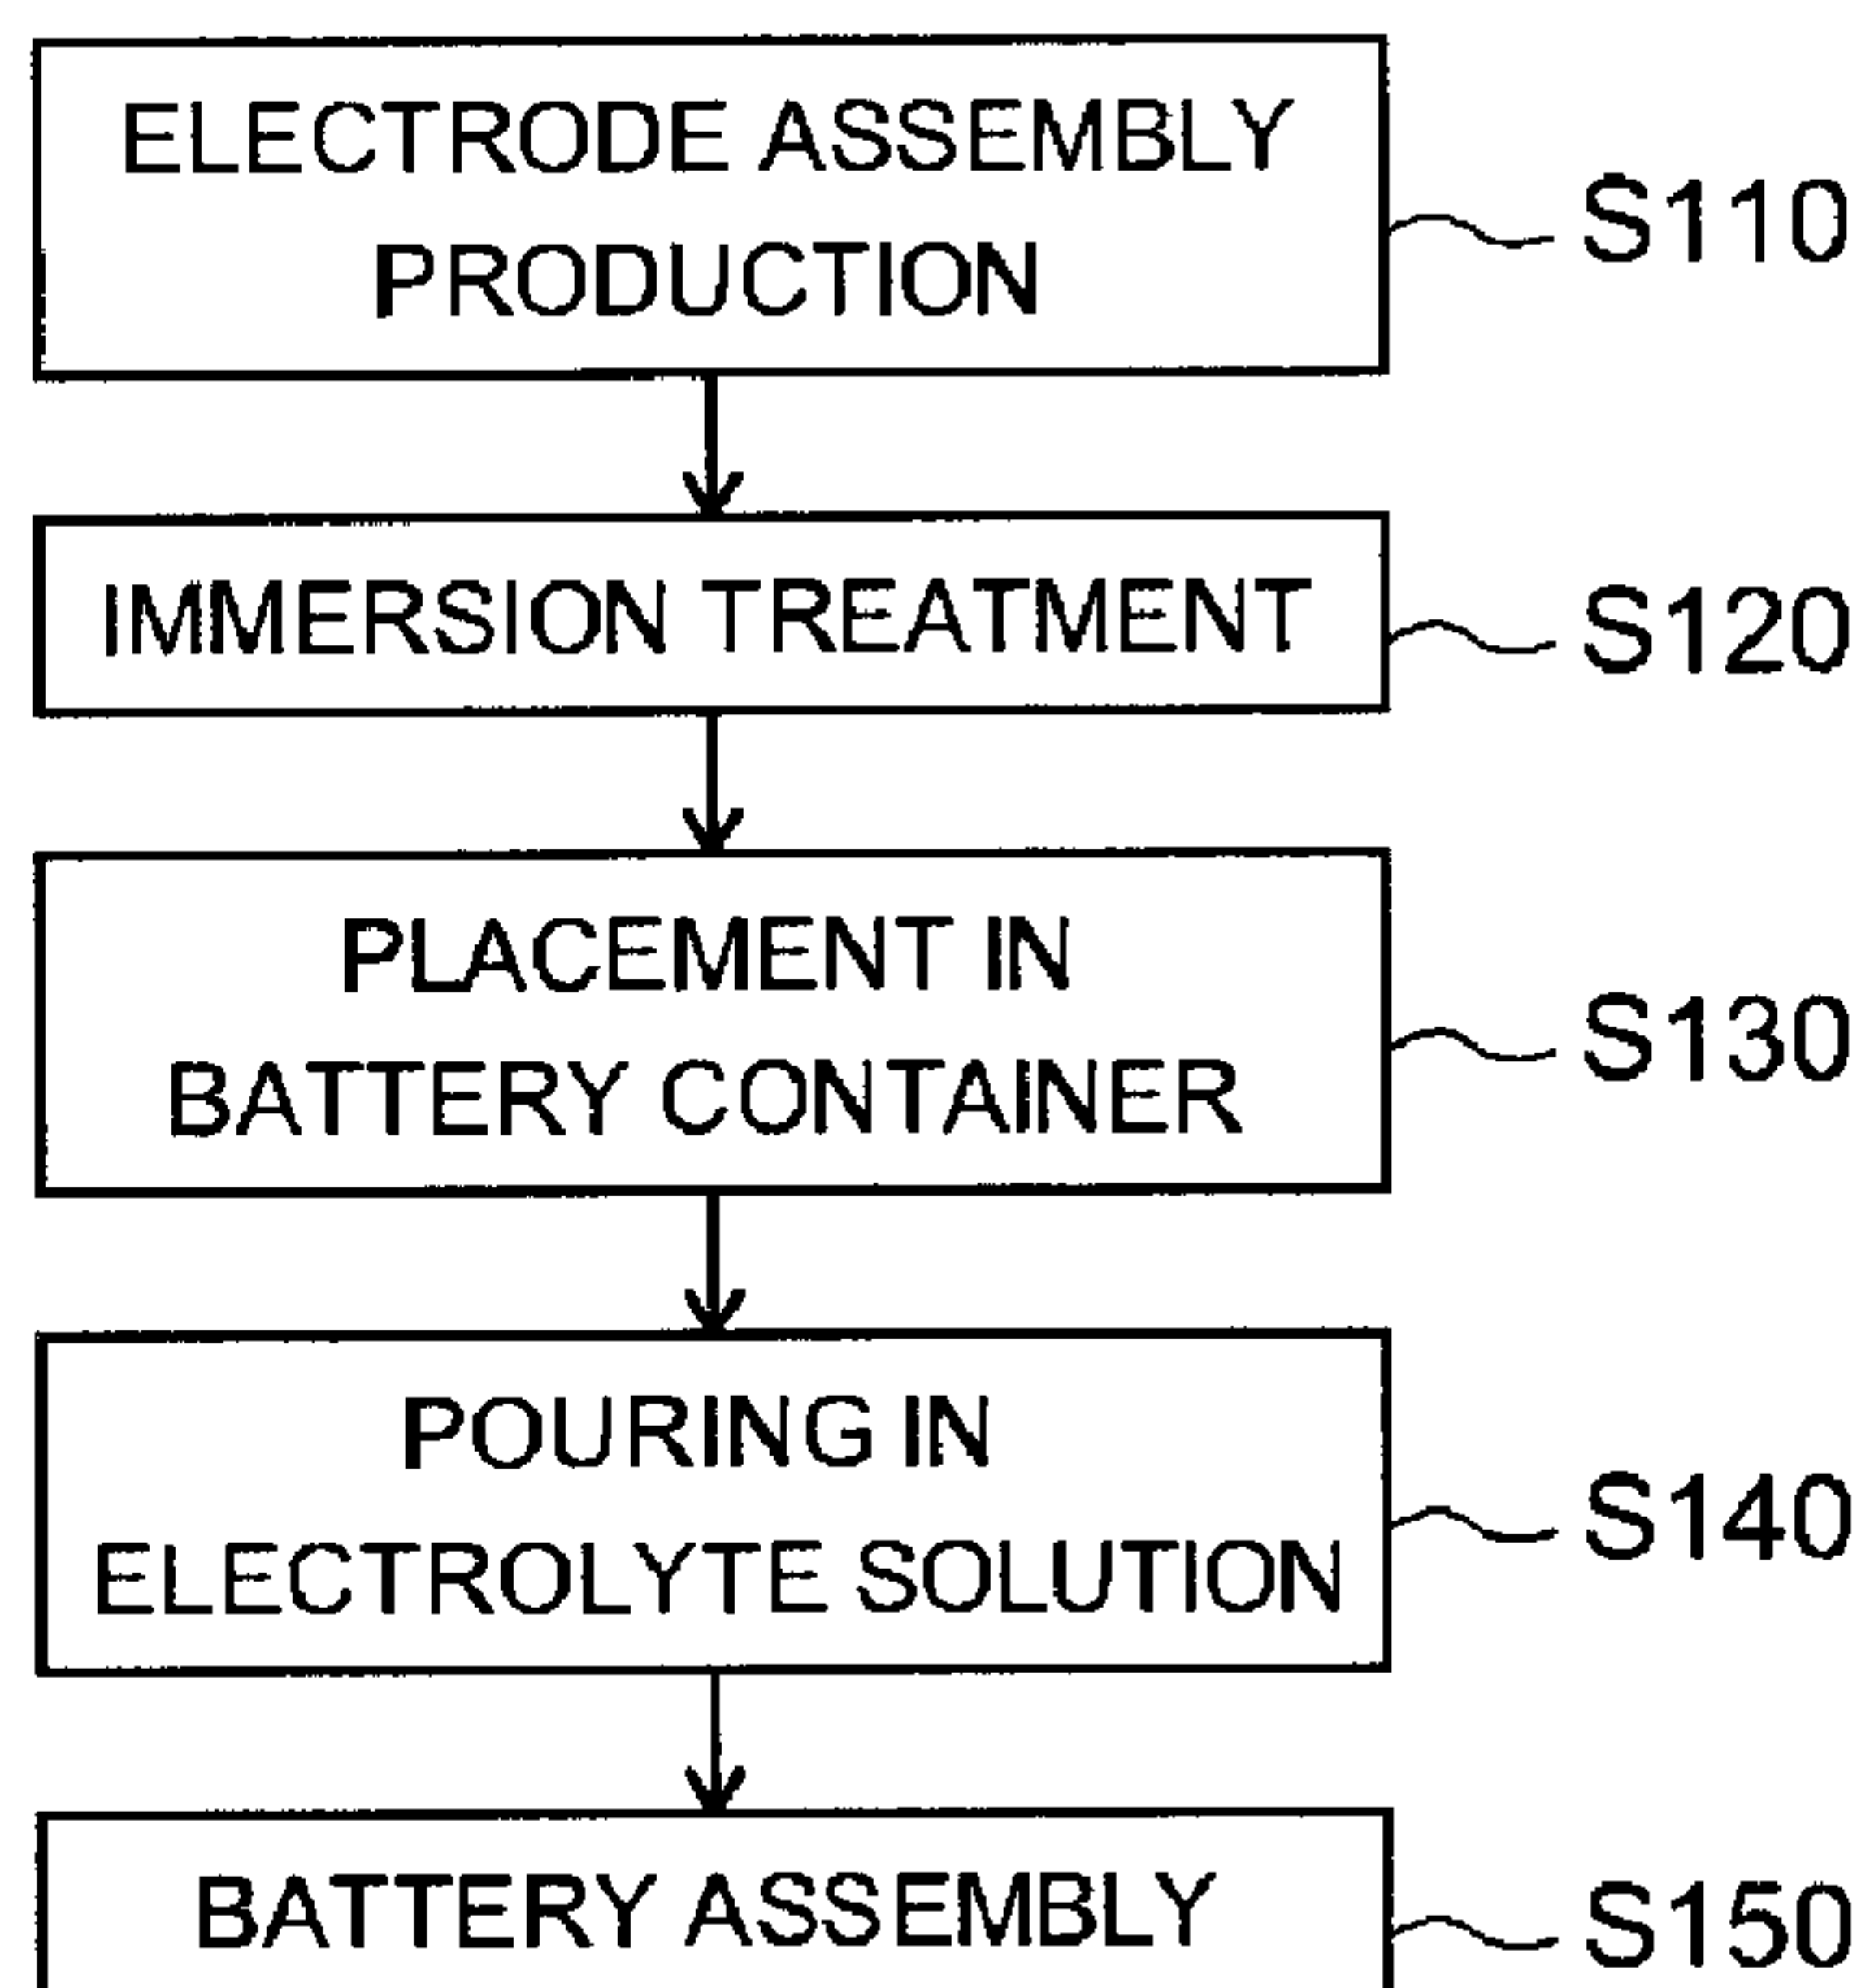 ELECTRODE ASSEMBLY
PRODUCTION
S110
IMMERSION TREATMENT
S120
PLACEMENT IN
BATTERY CONTAINER
S130
POURING IN
ELECTROLYTE SOLUTION
S140
BATTERY ASSEMBLY
S150